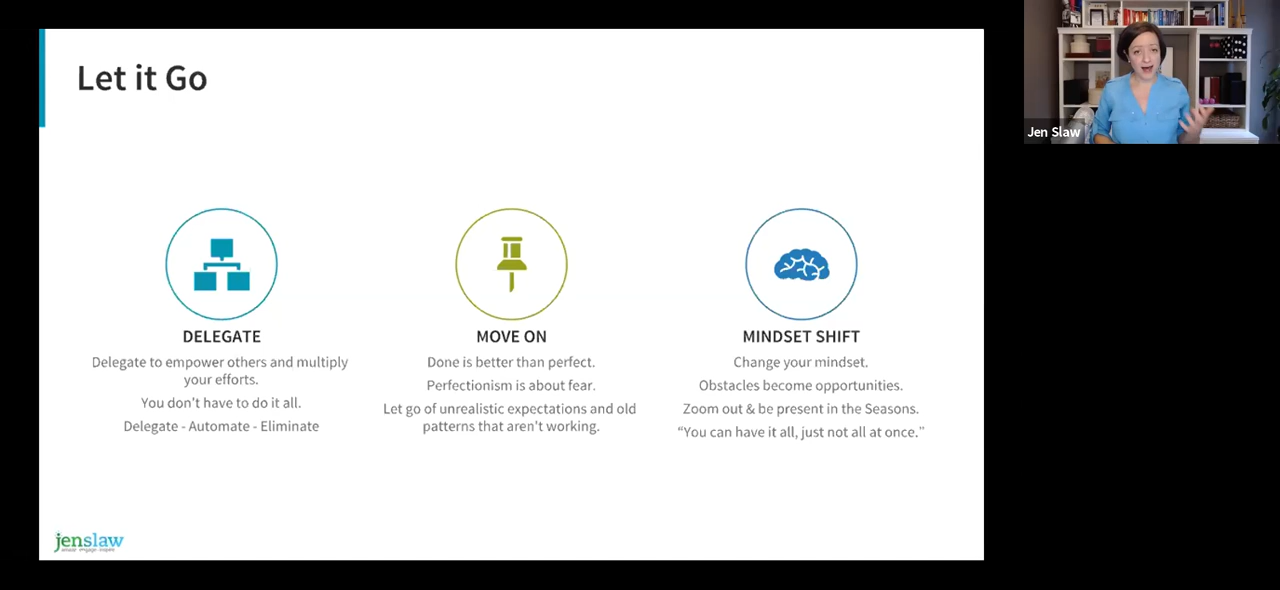 Let it Go
Jen Slaw
DELEGATE
Delegate to empower others and multiply
your efforts.
You don't have to do it all.
Delegate - Automate - Eliminate
MOVE ON
Done is better than perfect.
Perfectionism is about fear.
Let go of unrealistic expectations and old
patterns that aren't working.
MINDSET SHIFT
Change your mindset.
Obstacles become opportunities.
Zoom out & be present in the Seasons.
“You can have it all, just not all at once.”
jenslaw
amaze engage inspire